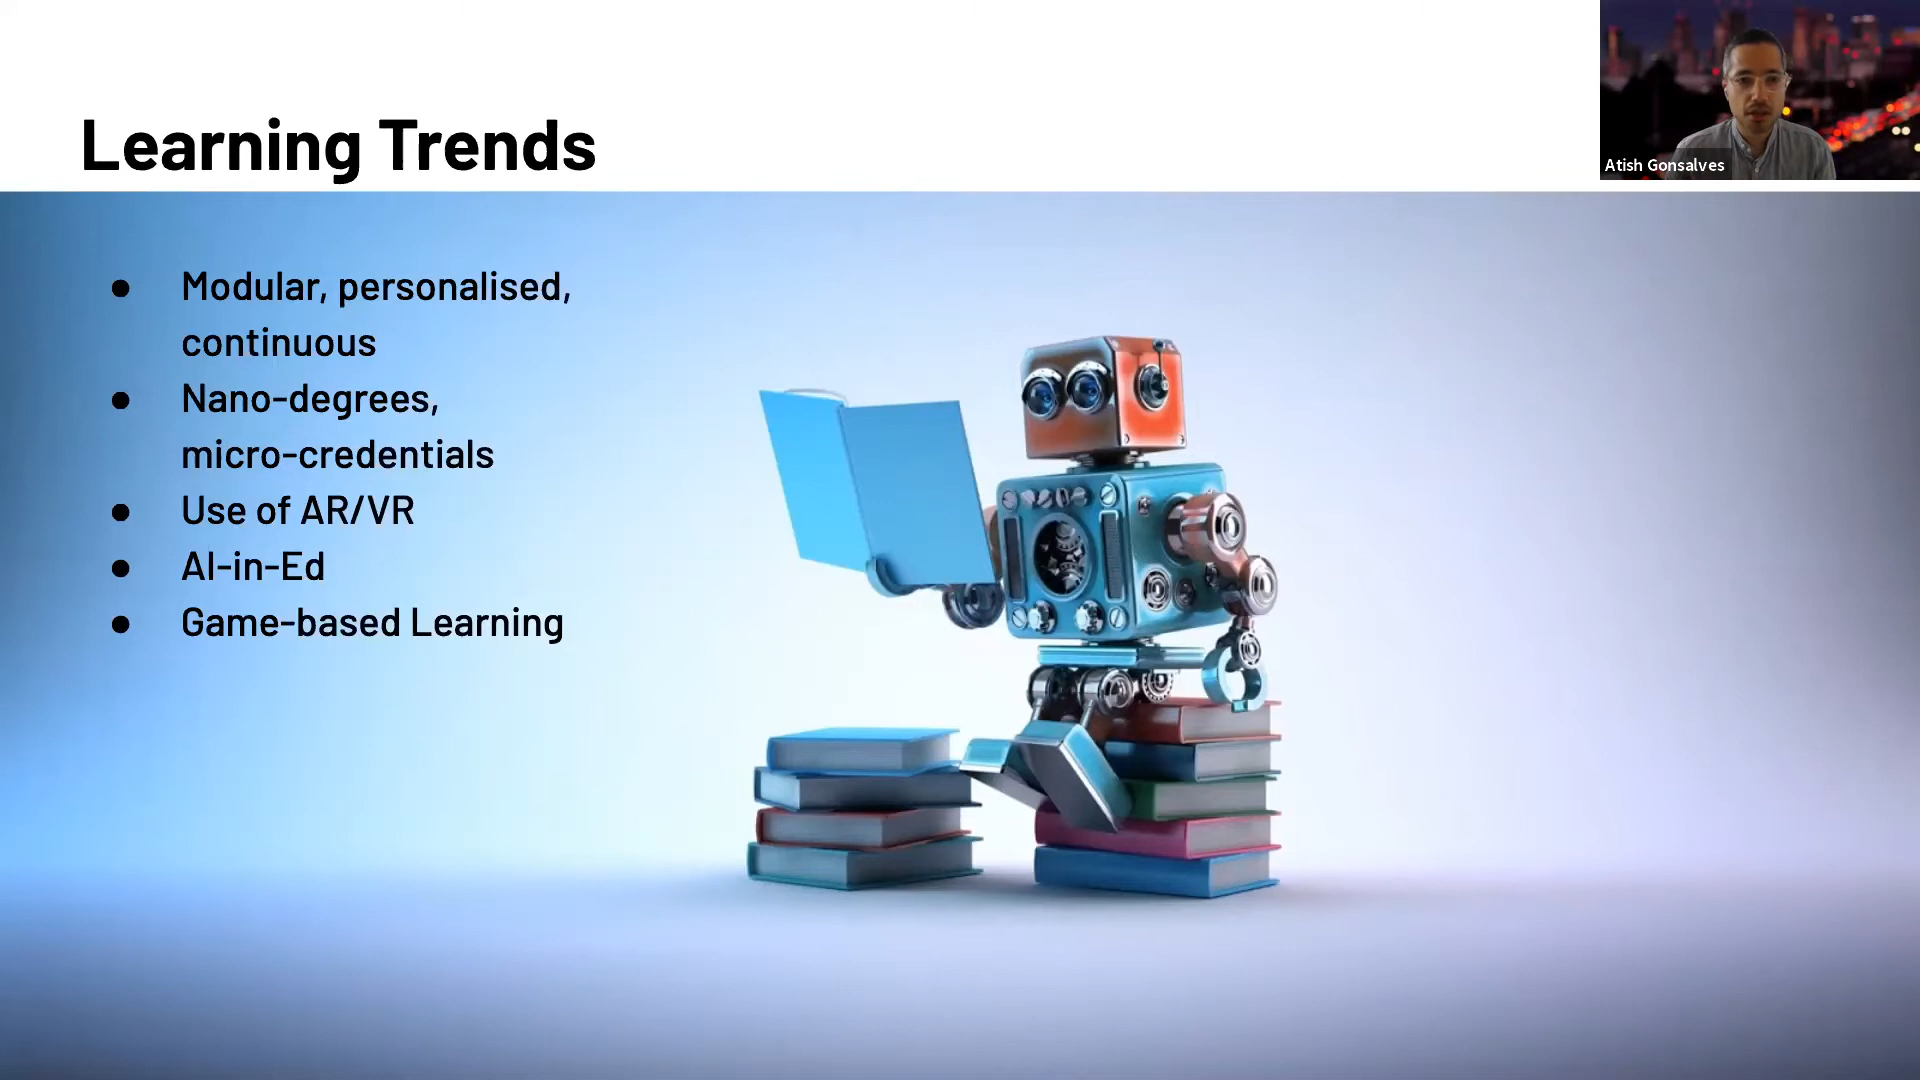 Learning Trends
Atish Gonsalves
● Modular, personalised,
continuous
● Nano-degrees,
micro-credentials
● Use of AR/VR
● AI-in-Ed
● Game-based Learning